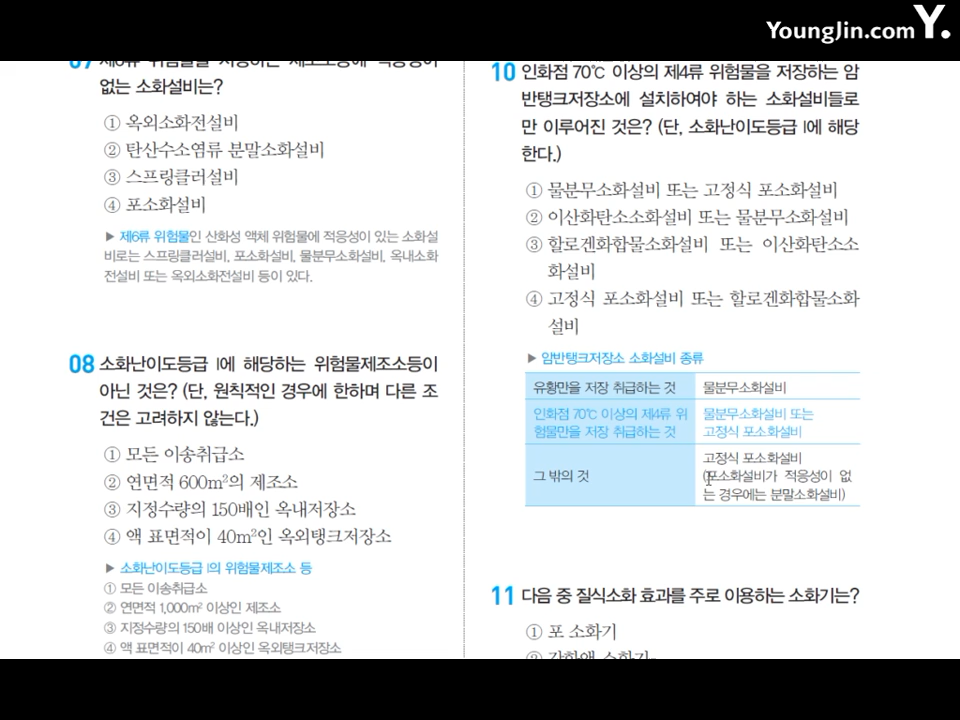 YoungJin.com Y.
07 제6류 위험물을 저장하는 제조소등에 적응성이
없는 소화설비는?
① 옥외소화전설비
② 탄산수소염류 분말소화설비
③ 스프링클러설비
④ 포소화설비
▶ 제6류 위험물인 산화성 액체 위험물에 적응성이 있는 소화설
비로는 스프링클러설비, 포소화설비, 물분무소화설비, 옥내소화
전설비 또는 옥외소화전설비 등이 있다.
08 소화난이도등급 Ⅰ에 해당하는 위험물제조소등이
아닌 것은? (단, 원칙적인 경우에 한하며 다른 조
건은 고려하지 않는다.)
① 모든 이송취급소
② 연면적 600m²의 제조소
③ 지정수량의 150배인 옥내저장소
④ 액 표면적이 40m²인 옥외탱크저장소
▶ 소화난이도등급 Ⅰ의 위험물제조소 등
① 모든 이송취급소
② 연면적 1,000m² 이상인 제조소
③ 지정수량의 150배 이상인 옥내저장소
④ 액 표면적이 40m² 이상인 옥외탱크저장소
10 인화점 70℃ 이상의 제4류 위험물을 저장하는 암
반탱크저장소에 설치하여야 하는 소화설비들로
만 이루어진 것은? (단, 소화난이도등급 Ⅰ에 해당
한다.)
① 물분무소화설비 또는 고정식 포소화설비
② 이산화탄소소화설비 또는 물분무소화설비
③ 할로겐화합물소화설비 또는 이산화탄소소
화설비
④ 고정식 포소화설비 또는 할로겐화합물소화
설비
▶ 암반탱크저장소 소화설비 종류
유황만을 저장 취급하는 것 물분무소화설비
인화점 70℃ 이상의 제4류 위 물분무소화설비 또는
험물만을 저장 취급하는 것 고정식 포소화설비
고정식 포소화설비
그 밖의 것 (포소화설비가 적응성이 없
는 경우에는 분말소화설비)
11 다음 중 질식소화 효과를 주로 이용하는 소화기는?
① 포 소화기
② 강화액 소화기